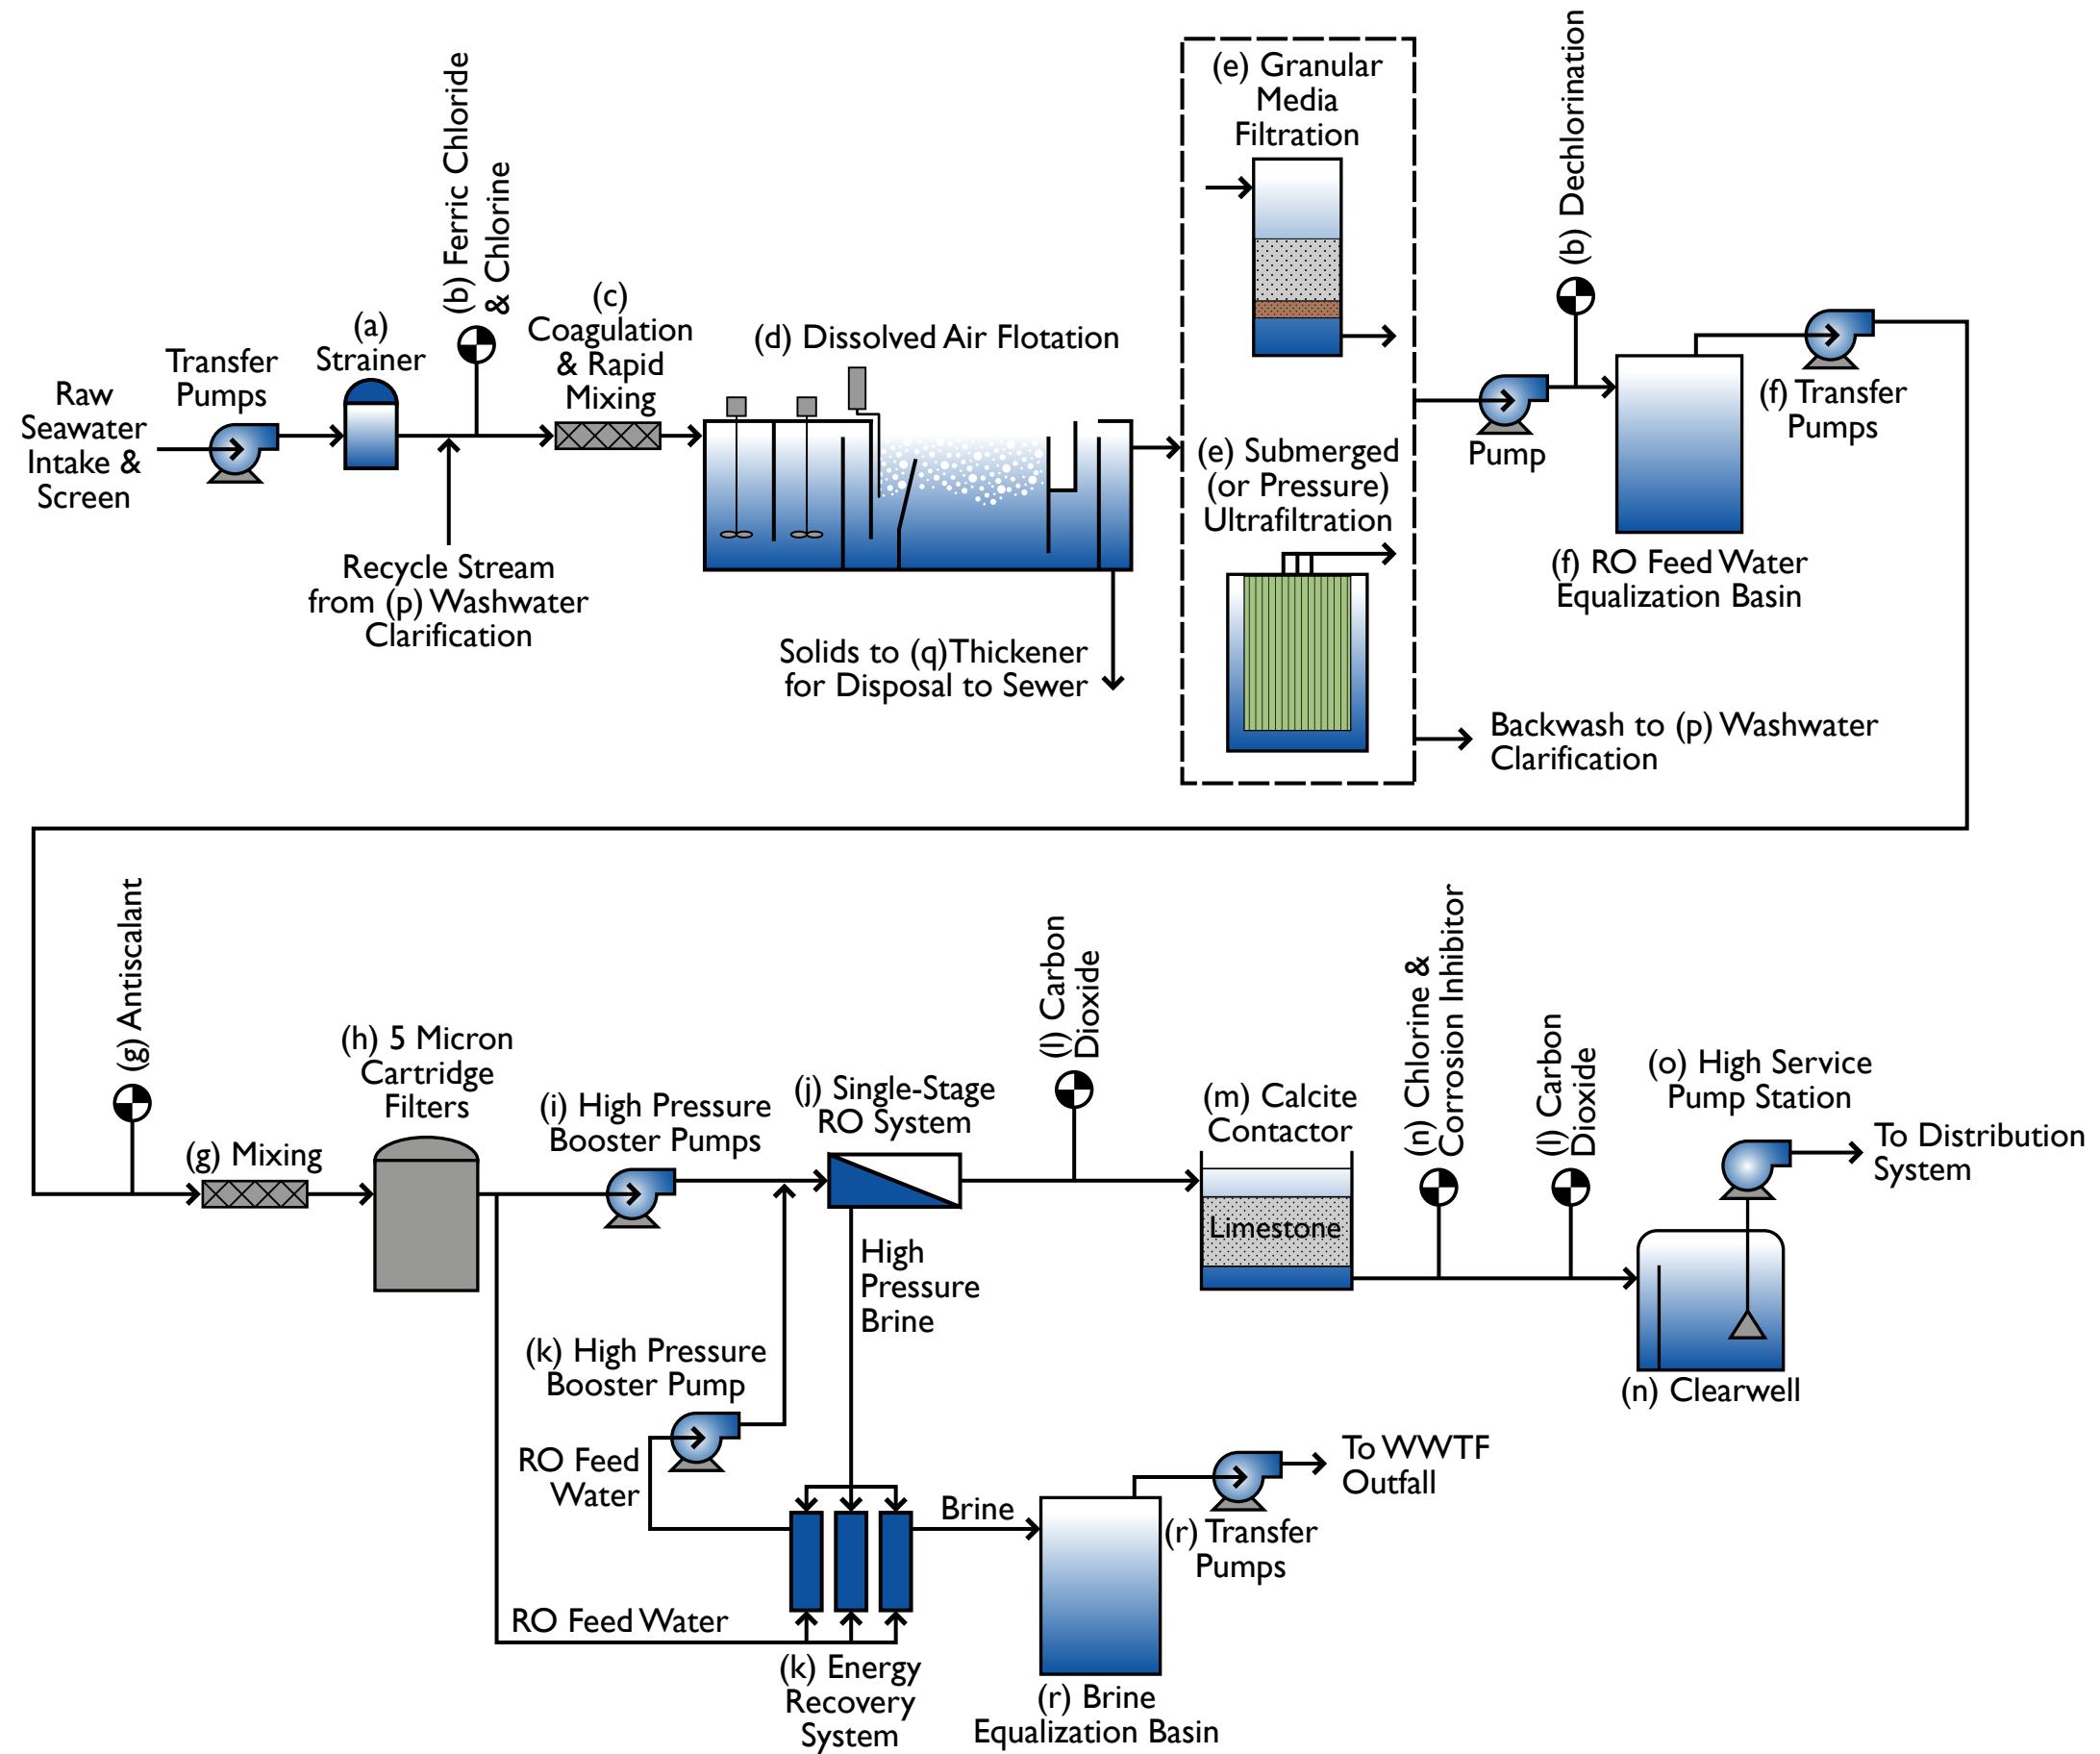 Raw
Seawater
Intake &
Screen
Transfer
Pumps
(a)
Strainer
(b) Ferric Chloride
& Chlorine
Recycle Stream
from (p) Washwater
Clarification
(c)
Coagulation
& Rapid
Mixing
(d) Dissolved Air Flotation
Solids to (q)Thickener
for Disposal to Sewer
(e) Granular
Media
Filtration
(e) Submerged
(or Pressure)
Ultrafiltration
Backwash to (p) Washwater
Clarification
Pump
(b) Dechlorination
(f) RO Feed Water
Equalization Basin
(f) Transfer
Pumps
(g) Antiscalant
(g) Mixing
(h) 5 Micron
Cartridge
Filters
(i) High Pressure
Booster Pumps
(j) Single-Stage
RO System
High
Pressure
Brine
(k) High Pressure
Booster Pump
RO Feed
Water
RO Feed Water
(k) Energy
Recovery
System
Brine
(r) Brine
Equalization Basin
(r) Transfer
Pumps
To WWTF
Outfall
(l) Carbon
Dioxide
(m) Calcite
Contactor
Limestone
(n) Chlorine &
Corrosion Inhibitor
(l) Carbon
Dioxide
(n) Clearwell
(o) High Service
Pump Station
To Distribution
System